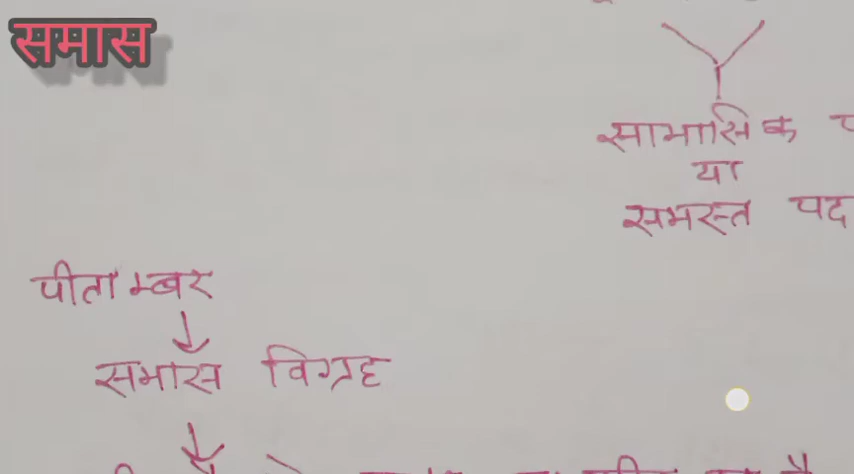 समास
सामासिक
या
समस्त पद
पीताम्बर
समास विग्रह